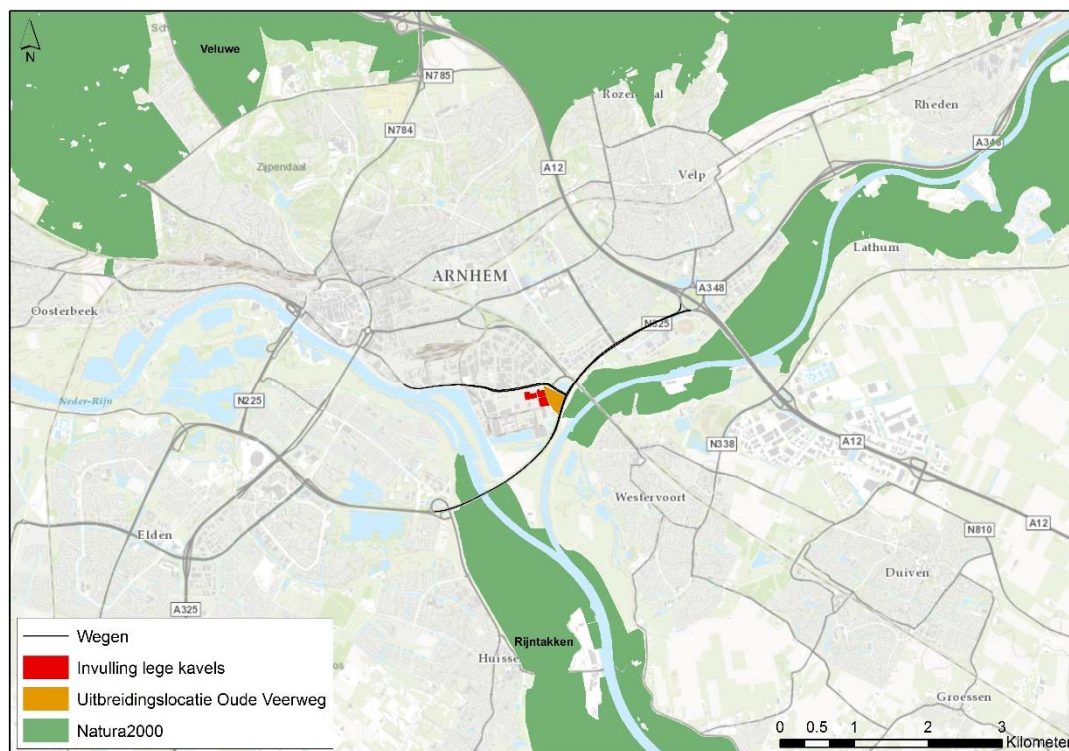 Veluwe
N
N785
Rozendaal
Rheden
N784
A348
Zijpendaal
A12
Velp
Lathum
ARNHEM
A348
Oosterbeek
N325
Neder-Rijn
N225
N338
A12
Westervoort
Elden
A12
N810
Duiven
A325
Rijntakken
Huissen
Groessen
Wegen
Invulling lege kavels
Uitbreidingslocatie Oude Veerweg
Natura2000
0 0.5 1 2 3
Kilometer